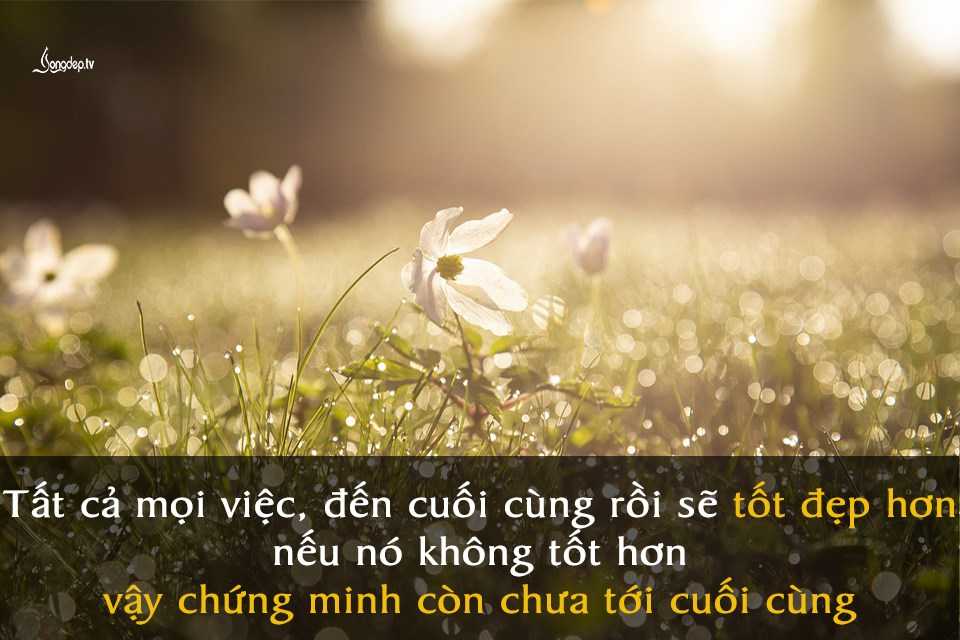 Songdep.tv
Tất cả mọi việc, đến cuối cùng rồi sẽ tốt đẹp hơn
nếu nó không tốt hơn
vậy chứng minh còn chưa tới cuối cùng